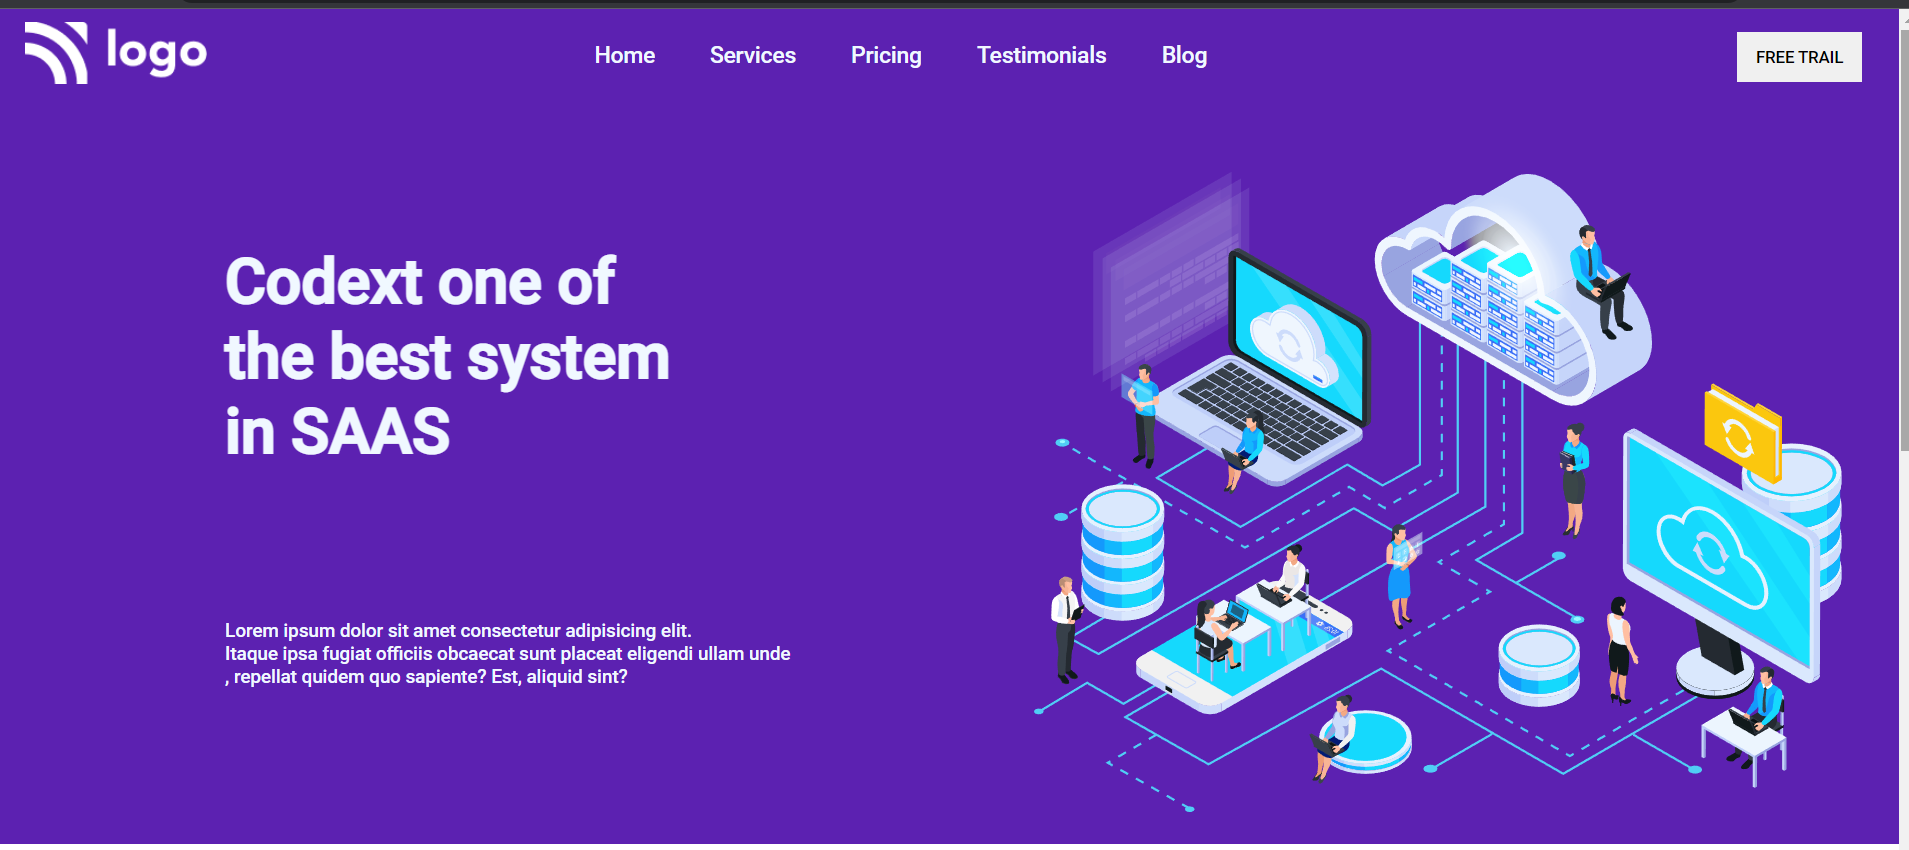 logo
Home Services Pricing Testimonials Blog
FREE TRAIL
Codext one of
the best system
in SAAS
Lorem ipsum dolor sit amet consectetur adipisicing elit.
Itaque ipsa fugiat officiis obcaecat sunt placeat eligendi ullam unde
, repellat quidem quo sapiente? Est, aliquid sint?